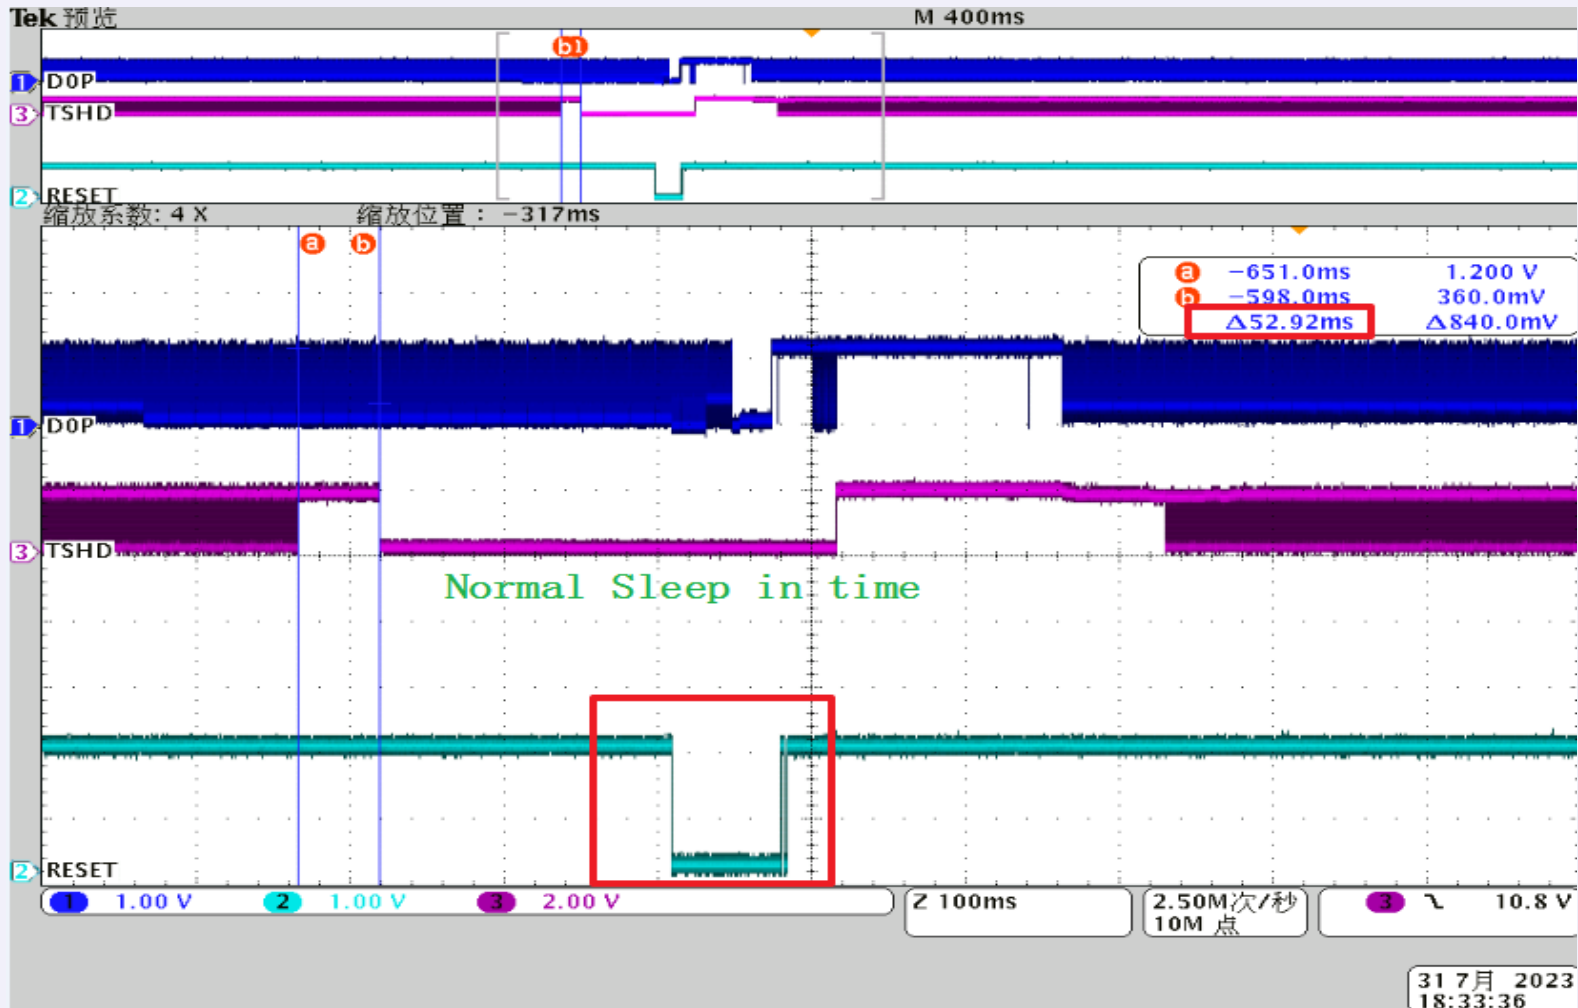 Tek 预览 M 400ms
b1
1 D0P
3 TSHD
2 RESET
缩放系数: 4 X 缩放位置： -317ms
a b
a -651.0ms 1.200 V
b -598.0ms 360.0mV
Δ52.92ms Δ840.0mV
1 D0P
3 TSHD
Normal Sleep in time
2 RESET
1 1.00 V 2 1.00 V 3 2.00 V Z 100ms 2.50M次/秒 3 10.8 V
10M 点
31 7月 2023
18:33:36